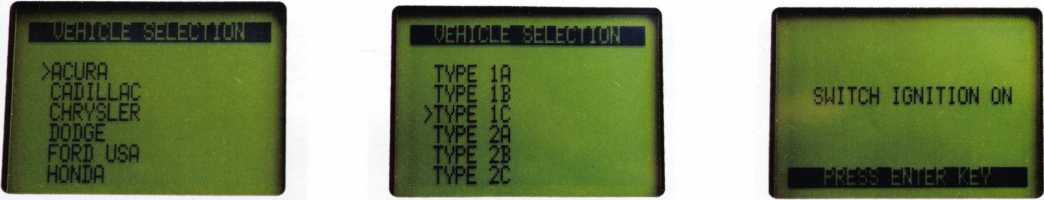 VEHICLE SELECTION
>ACURA
CADILLAC
CHRYSLER
DODGE
FORD USA
HONDA
VEHICLE SELECTION
TYPE 1A
TYPE 1B
>TYPE 1C
TYPE 2A
TYPE 2B
TYPE 2C
SWITCH IGNITION ON
PRESS ENTER KEY